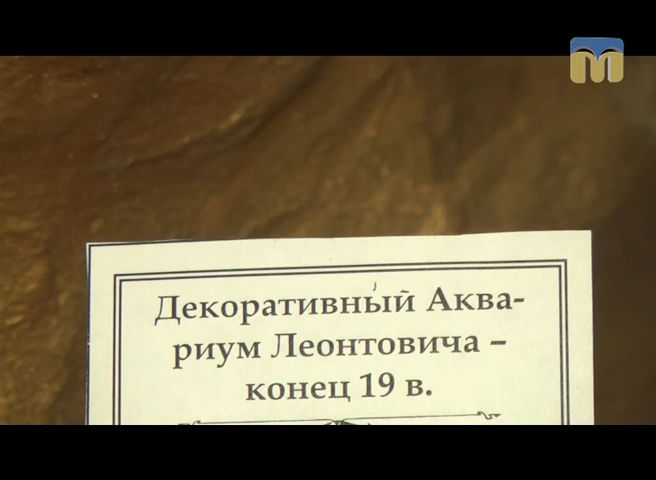 Декоративный Аква-
риум Леонтовича –
конец 19 в.